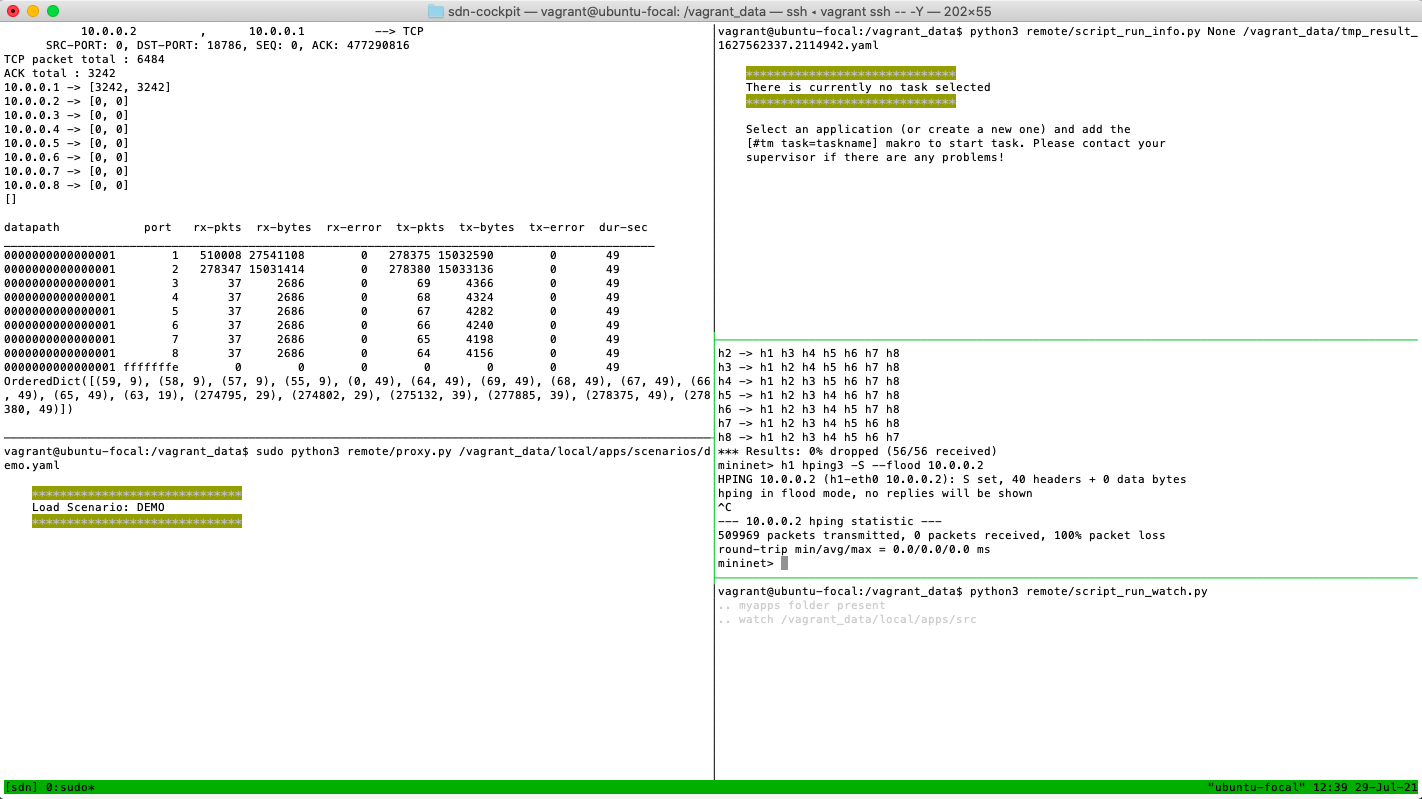 sdn-cockpit — vagrant@ubuntu-focal: /vagrant_data — ssh ◂ vagrant ssh -- -Y — 202×55
10.0.0.2 , 10.0.0.1 --> TCP
SRC-PORT: 0, DST-PORT: 18786, SEQ: 0, ACK: 477290816
TCP packet total : 6484
ACK total : 3242
10.0.0.1 -> [3242, 3242]
10.0.0.2 -> [0, 0]
10.0.0.3 -> [0, 0]
10.0.0.4 -> [0, 0]
10.0.0.5 -> [0, 0]
10.0.0.6 -> [0, 0]
10.0.0.7 -> [0, 0]
10.0.0.8 -> [0, 0]
[]
datapath port rx-pkts rx-bytes rx-error tx-pkts tx-bytes tx-error dur-sec
0000000000000001 1 510008 27541108 0 278375 15032590 0 49
0000000000000001 2 278347 15031414 0 278380 15033136 0 49
0000000000000001 3 37 2686 0 69 4366 0 49
0000000000000001 4 37 2686 0 68 4324 0 49
0000000000000001 5 37 2686 0 67 4282 0 49
0000000000000001 6 37 2686 0 66 4240 0 49
0000000000000001 7 37 2686 0 65 4198 0 49
0000000000000001 8 37 2686 0 64 4156 0 49
0000000000000001 fffffffe 0 0 0 0 0 0 49
OrderedDict([(59, 9), (58, 9), (57, 9), (55, 9), (0, 49), (64, 49), (69, 49), (68, 49), (67, 49), (66
, 49), (65, 49), (63, 19), (274795, 29), (274802, 29), (275132, 39), (277885, 39), (278375, 49), (278
380, 49)])
vagrant@ubuntu-focal:/vagrant_data$ sudo python3 remote/proxy.py /vagrant_data/local/apps/scenarios/d
emo.yaml
******************************
Load Scenario: DEMO
******************************
vagrant@ubuntu-focal:/vagrant_data$ python3 remote/script_run_info.py None /vagrant_data/tmp_result_
1627562337.2114942.yaml
******************************
There is currently no task selected
******************************
Select an application (or create a new one) and add the
[#tm task=taskname] makro to start task. Please contact your
supervisor if there are any problems!
h2 -> h1 h3 h4 h5 h6 h7 h8
h3 -> h1 h2 h4 h5 h6 h7 h8
h4 -> h1 h2 h3 h5 h6 h7 h8
h5 -> h1 h2 h3 h4 h6 h7 h8
h6 -> h1 h2 h3 h4 h5 h7 h8
h7 -> h1 h2 h3 h4 h5 h6 h8
h8 -> h1 h2 h3 h4 h5 h6 h7
*** Results: 0% dropped (56/56 received)
mininet> h1 hping3 -S --flood 10.0.0.2
HPING 10.0.0.2 (h1-eth0 10.0.0.2): S set, 40 headers + 0 data bytes
hping in flood mode, no replies will be shown
^C
--- 10.0.0.2 hping statistic ---
509969 packets transmitted, 0 packets received, 100% packet loss
round-trip min/avg/max = 0.0/0.0/0.0 ms
mininet>
vagrant@ubuntu-focal:/vagrant_data$ python3 remote/script_run_watch.py
.. myapps folder present
.. watch /vagrant_data/local/apps/src
[sdn] 0:sudo* "ubuntu-focal" 12:39 29-Jul-21